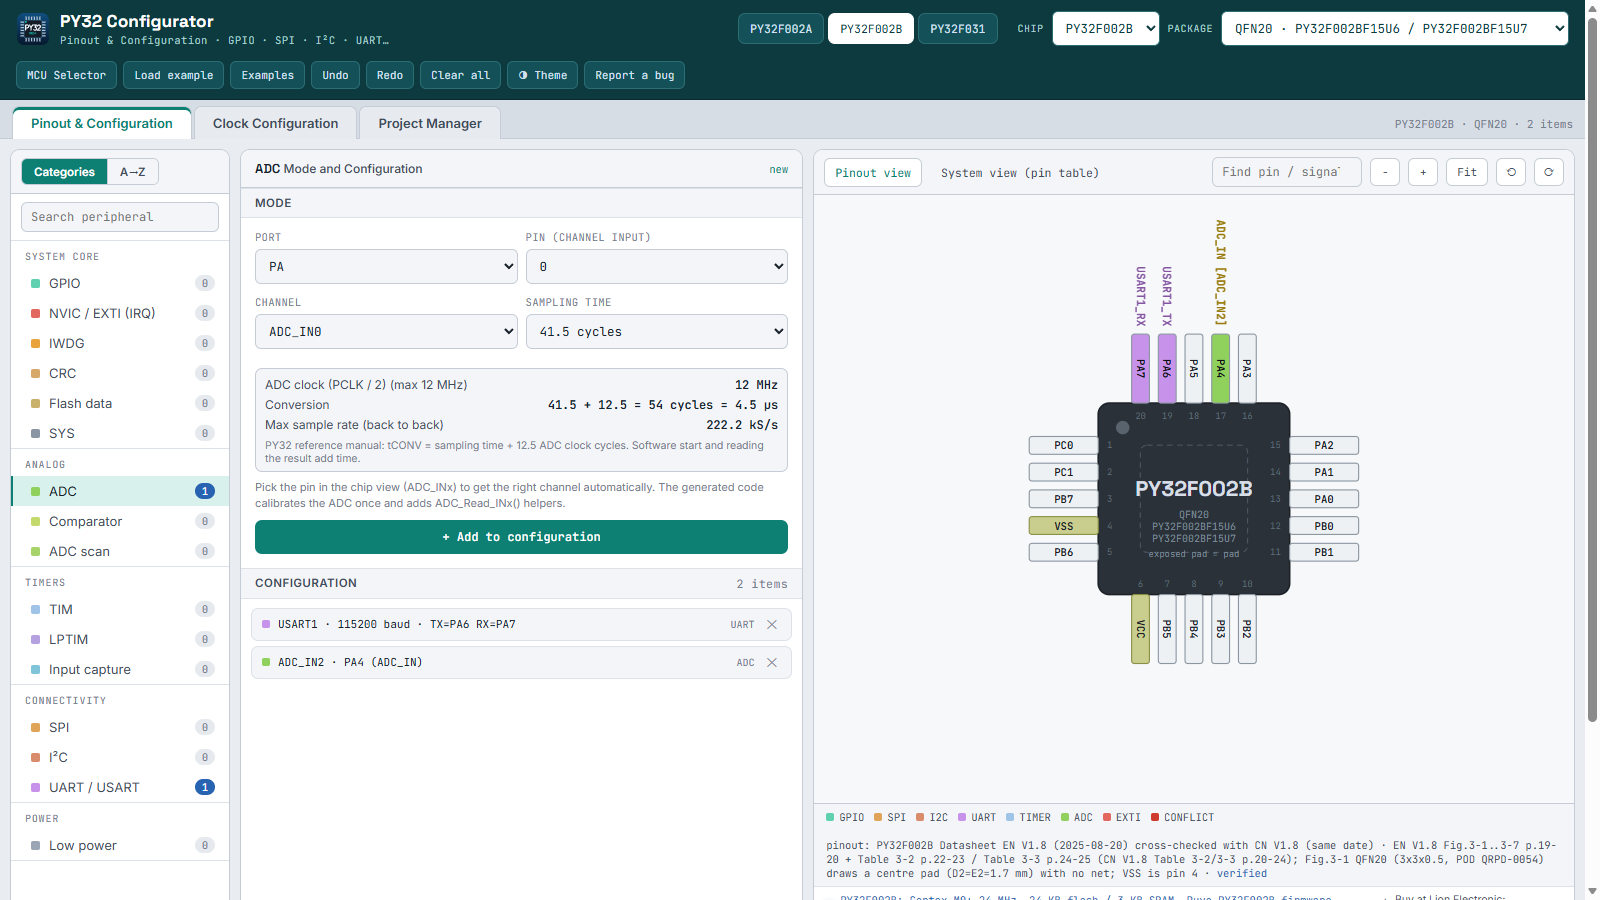 PY32 Configurator
Pinout & Configuration · GPIO · SPI · I²C · UART…
PY32F002A
PY32F002B
PY32F031
CHIP
PY32F002B
PACKAGE
QFN20 · PY32F002BF15U6 / PY32F002BF15U7
MCU Selector
Load example
Examples
Undo
Redo
Clear all
◑ Theme
Report a bug
Pinout & Configuration
Clock Configuration
Project Manager
PY32F002B · QFN20 · 2 items
Categories
A→Z
Search peripheral
SYSTEM CORE
GPIO 0
NVIC / EXTI (IRQ) 0
IWDG 0
CRC 0
Flash data 0
SYS 0
ANALOG
ADC 1
Comparator 0
ADC scan 0
TIMERS
TIM 0
LPTIM 0
Input capture 0
CONNECTIVITY
SPI 0
I²C 0
UART / USART 1
POWER
Low power 0
ADC Mode and Configuration
new
MODE
PORT
PIN (CHANNEL INPUT)
PA
0
CHANNEL
SAMPLING TIME
ADC_IN0
41.5 cycles
ADC clock (PCLK / 2) (max 12 MHz) 12 MHz
Conversion 41.5 + 12.5 = 54 cycles = 4.5 µs
Max sample rate (back to back) 222.2 kS/s
PY32 reference manual: tCONV = sampling time + 12.5 ADC clock cycles. Software start and reading
the result add time.
Pick the pin in the chip view (ADC_INx) to get the right channel automatically. The generated code
calibrates the ADC once and adds ADC_Read_INx() helpers.
+ Add to configuration
CONFIGURATION
2 items
USART1 · 115200 baud · TX=PA6 RX=PA7 UART ×
ADC_IN2 · PA4 (ADC_IN) ADC ×
Pinout view
System view (pin table)
Find pin / signa
-
+
Fit
⟲
⟳
USART1_RX
USART1_TX
ADC_IN [ADC_IN2]
PA7
PA6
PA5
PA4
PA3
20 19 18 17 16
PC0 1
PC1 2
PB7 3
VSS 4
PB6 5
15 PA2
14 PA1
13 PA0
12 PB0
11 PB1
PY32F002B
QFN20
PY32F002BF15U6
PY32F002BF15U7
exposed pad = pad
6 7 8 9 10
VCC
PB5
PB4
PB3
PB2
GPIO SPI I2C UART TIMER ADC EXTI CONFLICT
pinout: PY32F002B Datasheet EN V1.8 (2025-08-20) cross-checked with CN V1.8 (same date) · EN V1.8 Fig.3-1..3-7 p.19-
20 + Table 3-2 p.22-23 / Table 3-3 p.24-25 (CN V1.8 Table 3-2/3-3 p.20-24); Fig.3-1 QFN20 (3x3x0.5, POD QRPD-0054)
draws a centre pad (D2=E2=1.7 mm) with no net; VSS is pin 4 · verified